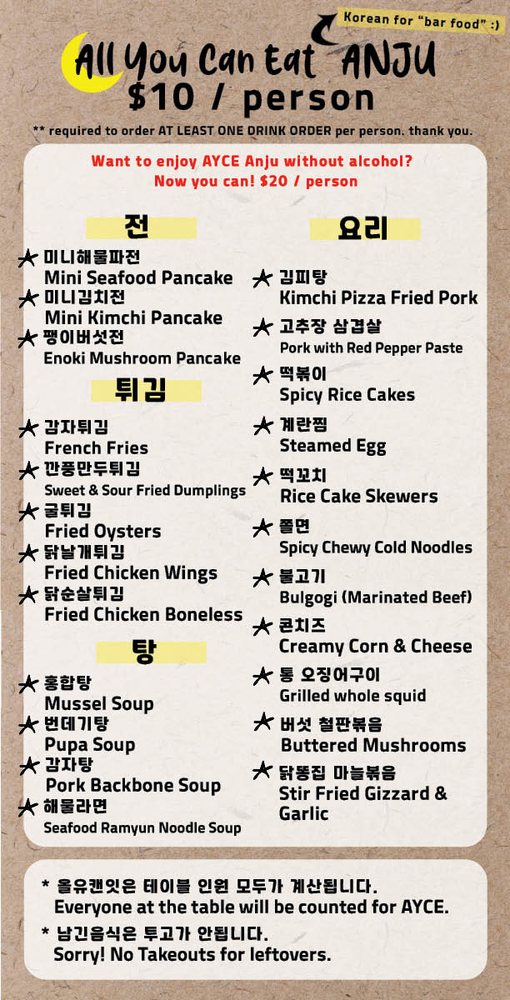 Korean for "bar food" :)
All You Can Eat ANJU
$10 / person
** required to order AT LEAST ONE DRINK ORDER per person. thank you.
Want to enjoy AYCE Anju without alcohol?
Now you can! $20 / person
전
미니해물파전
Mini Seafood Pancake
미니김치전
Mini Kimchi Pancake
팽이버섯전
Enoki Mushroom Pancake
튀김
감자튀김
French Fries
깐풍만두튀김
Sweet & Sour Fried Dumplings
굴튀김
Fried Oysters
닭날개튀김
Fried Chicken Wings
닭순살튀김
Fried Chicken Boneless
탕
홍합탕
Mussel Soup
번데기탕
Pupa Soup
감자탕
Pork Backbone Soup
해물라면
Seafood Ramyun Noodle Soup
요리
김피탕
Kimchi Pizza Fried Pork
고추장 삼겹살
Pork with Red Pepper Paste
떡볶이
Spicy Rice Cakes
계란찜
Steamed Egg
떡꼬치
Rice Cake Skewers
쫄면
Spicy Chewy Cold Noodles
불고기
Bulgogi (Marinated Beef)
콘치즈
Creamy Corn & Cheese
통 오징어구이
Grilled whole squid
버섯 철판볶음
Buttered Mushrooms
닭똥집 마늘볶음
Stir Fried Gizzard &
Garlic
* 올유캔잇은 테이블 인원 모두가 계산됩니다.
Everyone at the table will be counted for AYCE.
* 남긴음식은 투고가 안됩니다.
Sorry! No Takeouts for leftovers.